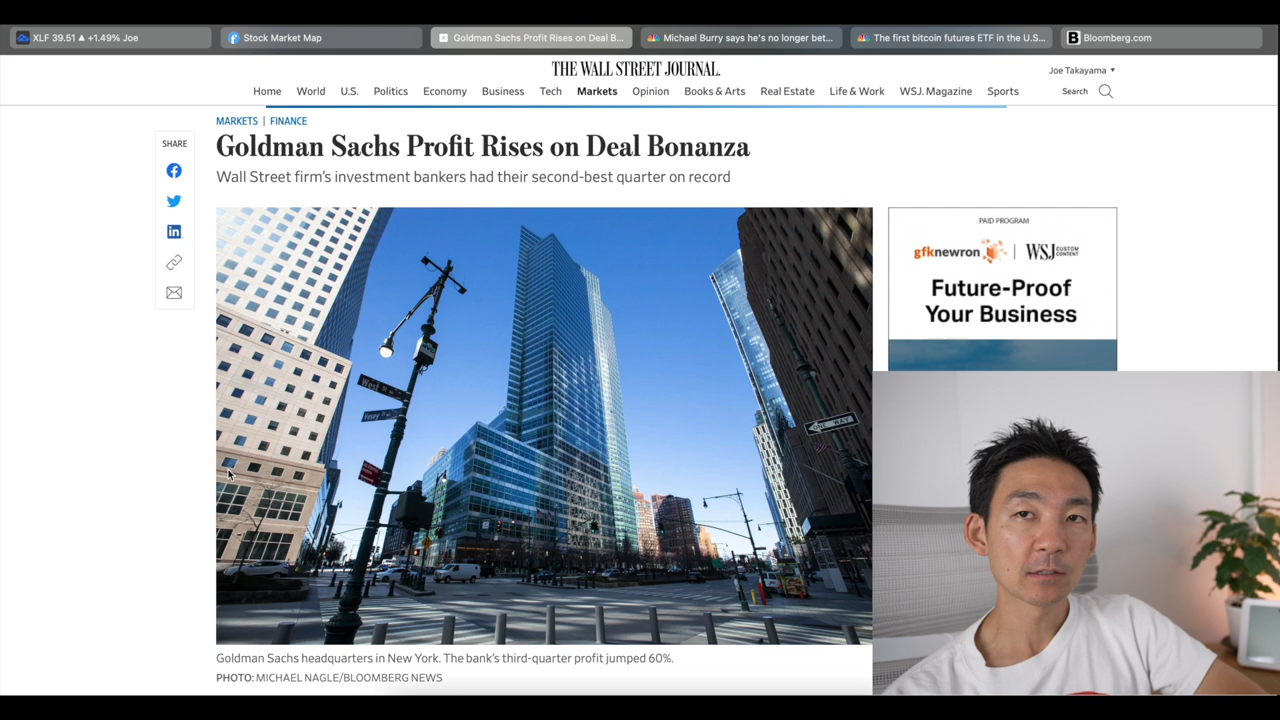 XLF 39.51 ▲ +1.49% Joe
Stock Market Map
Goldman Sachs Profit Rises on Deal B...
Michael Burry says he's no longer bet...
The first bitcoin futures ETF in the U.S...
B Bloomberg.com
THE WALL STREET JOURNAL.
Joe Takayama
Home World U.S. Politics Economy Business Tech Markets Opinion Books & Arts Real Estate Life & Work WSJ. Magazine Sports
Search
MARKETS | FINANCE
SHARE
Goldman Sachs Profit Rises on Deal Bonanza
Wall Street firm's investment bankers had their second-best quarter on record
in
PAID PROGRAM
gfknewron | WSJ CUSTOM CONTENT
Future-Proof
Your Business
West
Vesey
ONE WAY
Goldman Sachs headquarters in New York. The bank's third-quarter profit jumped 60%.
PHOTO: MICHAEL NAGLE/BLOOMBERG NEWS